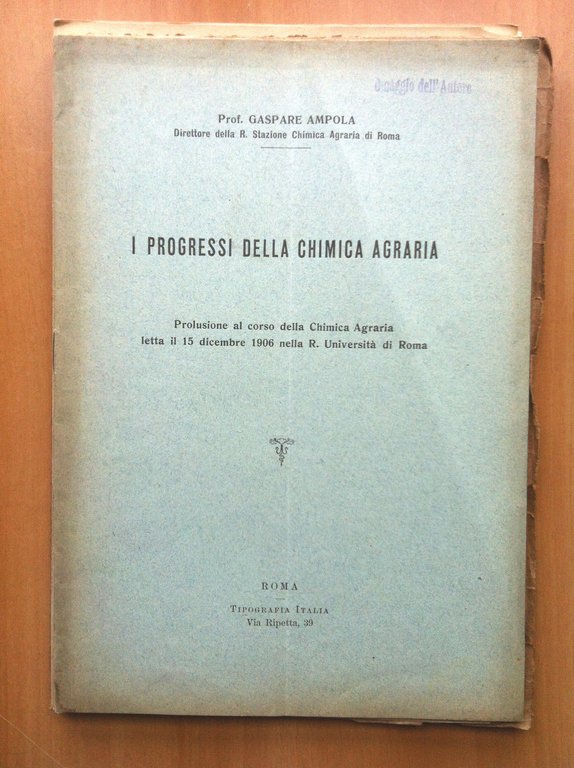 Omaggio dell'Autore
Prof. GASPARE AMPOLA
Direttore della R. Stazione Chimica Agraria di Roma
I PROGRESSI DELLA CHIMICA AGRARIA
Prolusione al corso della Chimica Agraria
letta il 15 dicembre 1906 nella R. Università di Roma
ROMA
TIPOGRAFIA ITALIA
Via Ripetta, 39